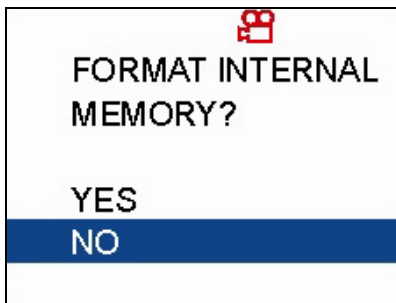 FORMAT INTERNAL
MEMORY?
YES
NO